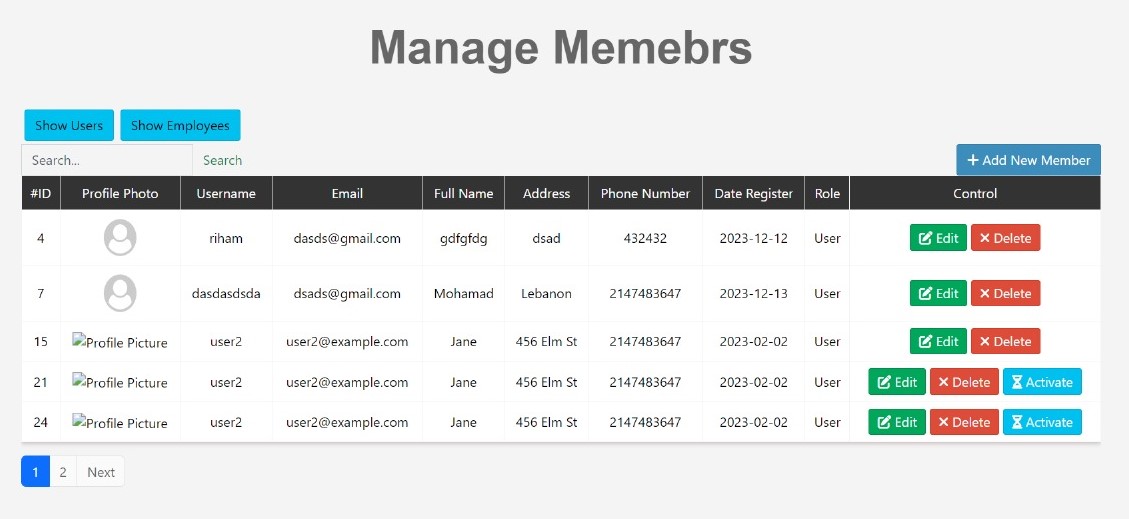 Manage Memebrs
Show Users Show Employees
Search... Search + Add New Member
#ID Profile Photo Username Email Full Name Address Phone Number Date Register Role Control
4 riham dasds@gmail.com gdfgfdg dsad 432432 2023-12-12 User Edit Delete
7 dasdasdsda dsads@gmail.com Mohamad Lebanon 2147483647 2023-12-13 User Edit Delete
15 Profile Picture user2 user2@example.com Jane 456 Elm St 2147483647 2023-02-02 User Edit Delete
21 Profile Picture user2 user2@example.com Jane 456 Elm St 2147483647 2023-02-02 User Edit Delete Activate
24 Profile Picture user2 user2@example.com Jane 456 Elm St 2147483647 2023-02-02 User Edit Delete Activate
1 2 Next